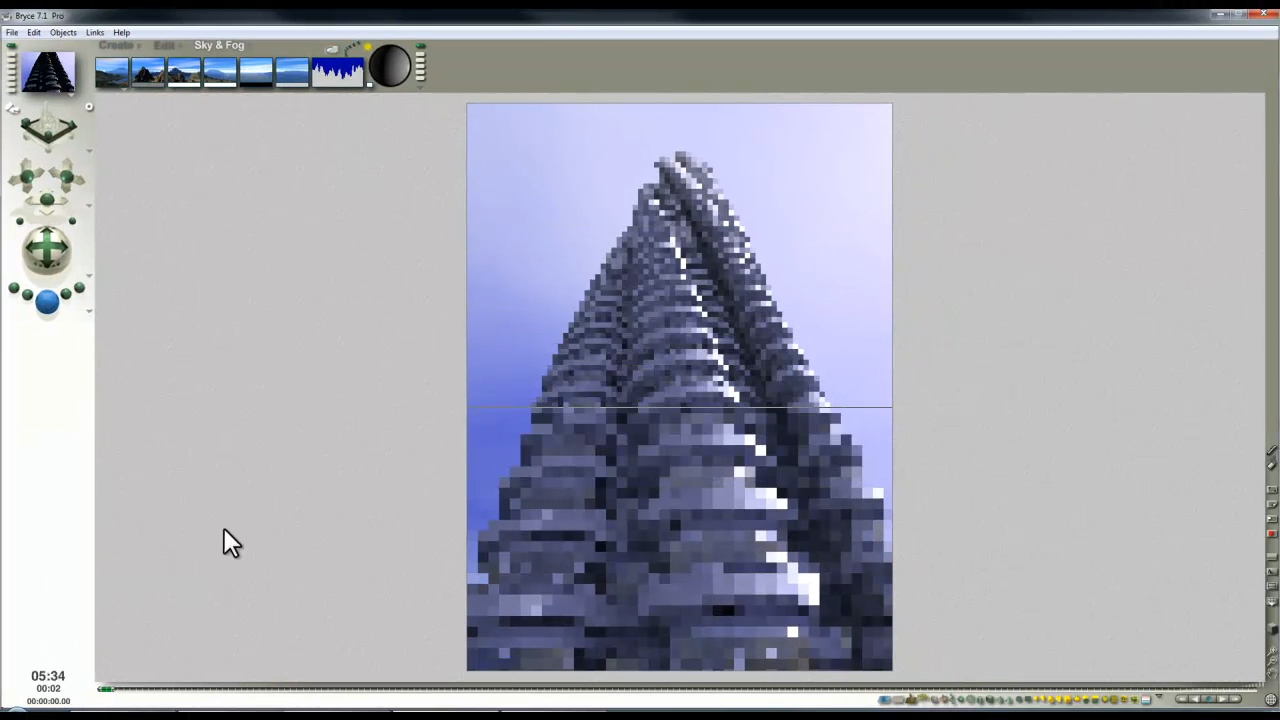 Bryce 7.1 Pro
File Edit Objects Links Help
Create Edit Sky & Fog
05:34
00:02
00:00:00.00